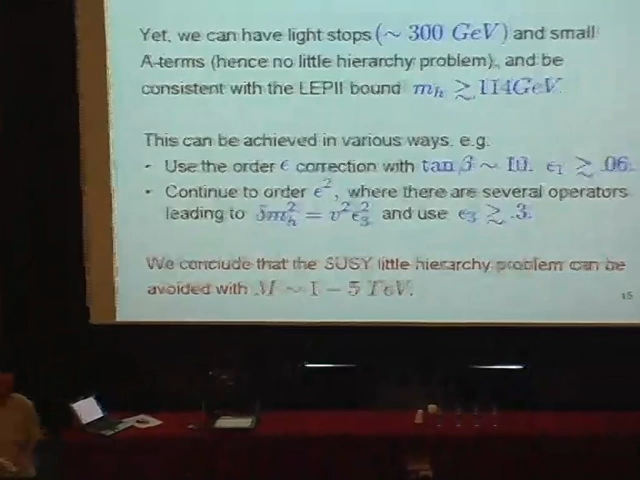 Yet, we can have light stops (∼ 300 GeV) and small
A-terms (hence no little hierarchy problem), and be
consistent with the LEPII bound m_h ≳ 114GeV.
This can be achieved in various ways, e.g.
- Use the order ϵ correction with tan β ∼ 10, ϵ_1 ≳ .06.
- Continue to order ϵ², where there are several operators
leading to δm_h² = v²ϵ_3² and use ϵ_3 ≳ .3.
We conclude that the SUSY little hierarchy problem can be
avoided with M ∼ 1 − 5 TeV.
15